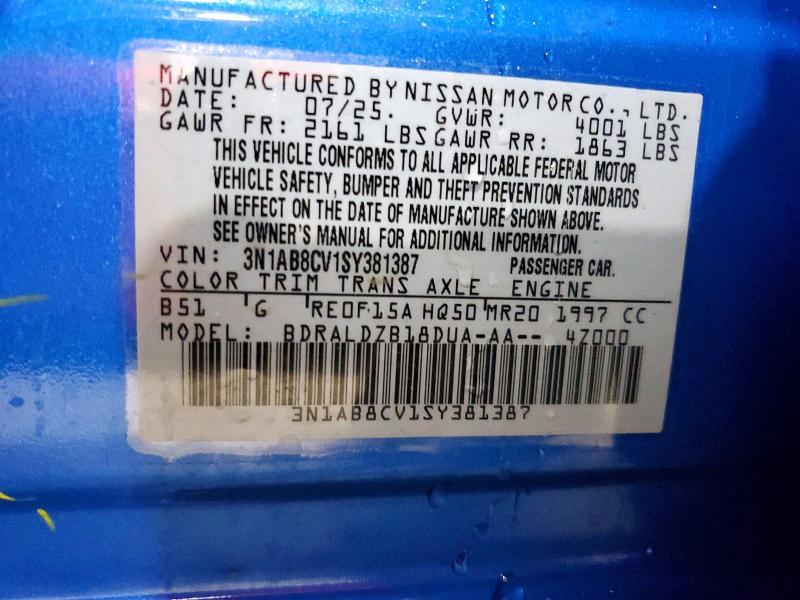 MANUFACTURED BY NISSAN MOTOR CO., LTD.
DATE: 07/25. GVWR: 4001 LBS
GAWR FR: 2161 LBS GAWR RR: 1863 LBS
THIS VEHICLE CONFORMS TO ALL APPLICABLE FEDERAL MOTOR
VEHICLE SAFETY, BUMPER AND THEFT PREVENTION STANDARDS
IN EFFECT ON THE DATE OF MANUFACTURE SHOWN ABOVE.
SEE OWNER'S MANUAL FOR ADDITIONAL INFORMATION.
VIN: 3N1AB8CV1SY381387 PASSENGER CAR.
COLOR TRIM TRANS AXLE ENGINE
B51 G RE0F15A HQ50 MR20 1997 CC
MODEL: BDRALDZB18DUA-AA-- 4Z000
3N1AB8CV1SY381387